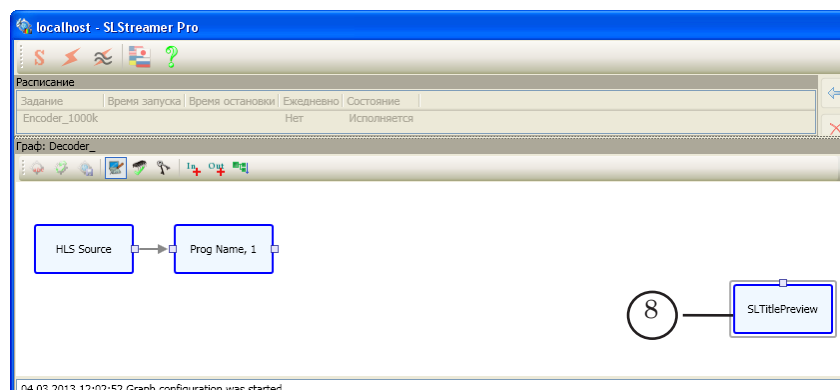 localhost - SLStreamer Pro
S
Расписание
Задание Время запуска Время остановки Ежедневно Состояние
Encoder_1000k Нет Исполняется
Граф: Decoder_
In Out
HLS Source Prog Name, 1
8 SLTitlePreview
04.03.2013 12:02:52 Graph configuration was started